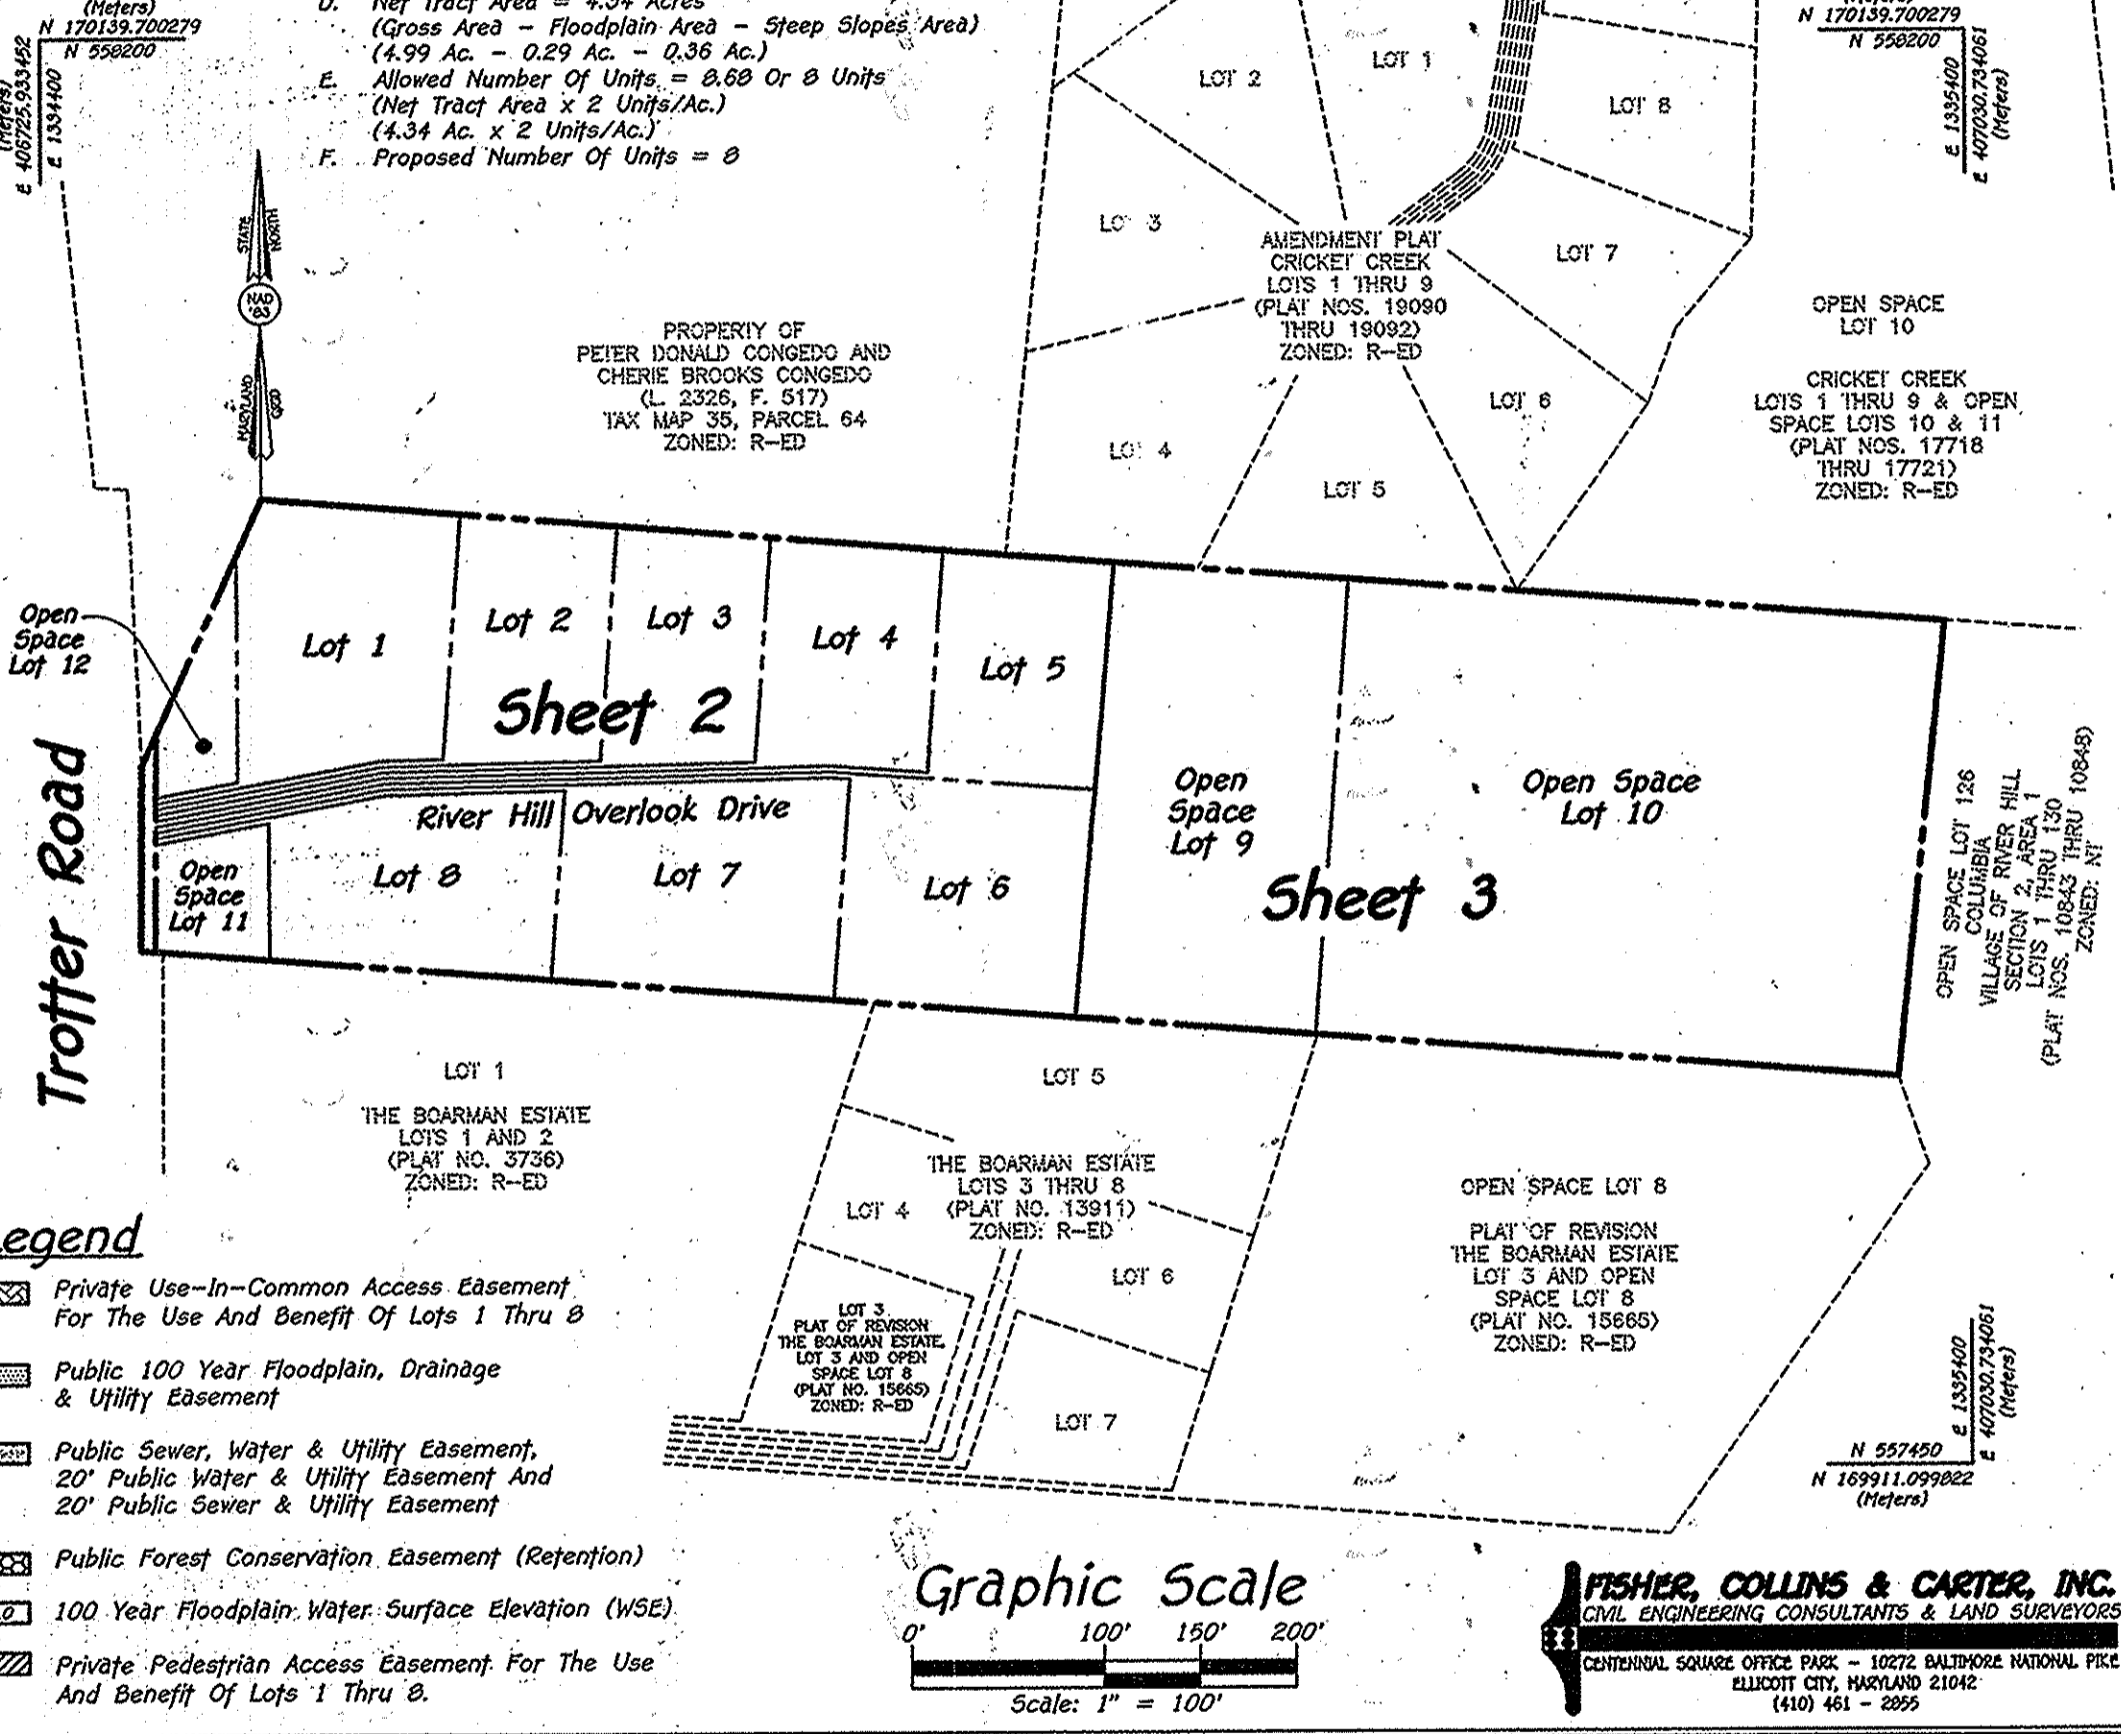 (Meters)
N 170139.700279
N 558200
E 406725.933452
(Meters)
E 1334400
D. Net Tract Area = 4.34 Acres
(Gross Area - Floodplain Area - Steep Slopes Area)
(4.99 Ac. - 0.29 Ac. - 0.36 Ac.)
E. Allowed Number Of Units = 8.68 Or 8 Units
(Net Tract Area x 2 Units/Ac.)
(4.34 Ac. x 2 Units/Ac.)
F. Proposed Number Of Units = 8
N 170139.700279
N 558200
E 1335400
E 407030.734061
(Meters)
LOT 2
LOT 1
LOT 8
LOT 3
LOT 7
AMENDMENT PLAT
CRICKET CREEK
LOTS 1 THRU 9
(PLAT NOS. 19090
THRU 19092)
ZONED: R-ED
LOT 4
LOT 5
LOT 6
OPEN SPACE
LOT 10
CRICKET CREEK
LOTS 1 THRU 9 & OPEN
SPACE LOTS 10 & 11
(PLAT NOS. 17718
THRU 17721)
ZONED: R-ED
STATE
NORTH
NAD
'83
MARYLAND
GRID
PROPERTY OF
PETER DONALD CONGEDO AND
CHERIE BROOKS CONGEDO
(L. 2326, F. 517)
TAX MAP 35, PARCEL 64
ZONED: R-ED
Open
Space
Lot 12
Lot 1
Lot 2
Lot 3
Lot 4
Lot 5
Sheet 2
River Hill Overlook Drive
Open
Space
Lot 11
Lot 8
Lot 7
Lot 6
Open
Space
Lot 9
Open Space
Lot 10
Sheet 3
Trotter Road
OPEN SPACE LOT 126
COLUMBIA
VILLAGE OF RIVER HILL
SECTION 2, AREA 1
LOTS 1 THRU 130
(PLAT NOS. 10843 THRU 10848)
ZONED: NT
LOT 1
THE BOARMAN ESTATE
LOTS 1 AND 2
(PLAT NO. 3736)
ZONED: R-ED
LOT 5
THE BOARMAN ESTATE
LOTS 3 THRU 8
(PLAT NO. 13911)
ZONED: R-ED
LOT 4
LOT 6
LOT 3
PLAT OF REVISION
THE BOARMAN ESTATE,
LOT 3 AND OPEN
SPACE LOT 8
(PLAT NO. 15665)
ZONED: R-ED
LOT 7
OPEN SPACE LOT 8
PLAT OF REVISION
THE BOARMAN ESTATE
LOT 3 AND OPEN
SPACE LOT 8
(PLAT NO. 15665)
ZONED: R-ED
E 1335400
E 407030.734061
(Meters)
N 557450
N 169911.099822
(Meters)
Legend
Private Use-In-Common Access Easement
For The Use And Benefit Of Lots 1 Thru 8
Public 100 Year Floodplain, Drainage
& Utility Easement
Public Sewer, Water & Utility Easement,
20' Public Water & Utility Easement And
20' Public Sewer & Utility Easement
Public Forest Conservation Easement (Retention)
100 Year Floodplain Water Surface Elevation (WSE)
Private Pedestrian Access Easement For The Use
And Benefit Of Lots 1 Thru 8.
Graphic Scale
0' 100' 150' 200'
Scale: 1" = 100'
FISHER, COLLINS & CARTER, INC.
CIVIL ENGINEERING CONSULTANTS & LAND SURVEYORS
CENTENNIAL SQUARE OFFICE PARK - 10272 BALTIMORE NATIONAL PIKE
ELLICOTT CITY, MARYLAND 21042
(410) 461 - 2855